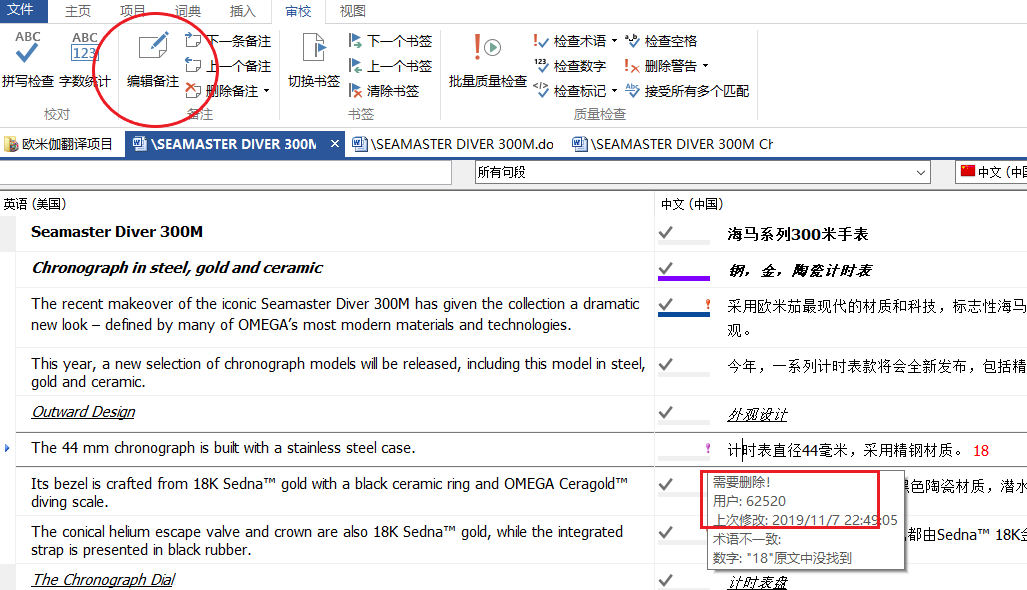 文件 主页 项目 词典 插入 审校 视图
ABC ABC 下一条备注 下一个书签 检查术语 检查空格
123 上一个备注 上一个书签 检查数字 删除警告
拼写检查 字数统计 编辑备注 删除备注 切换书签 清除书签 批量质量检查 检查标记 接受所有多个匹配
校对 备注 书签 质量检查
欧米伽翻译项目 \SEAMASTER DIVER 300M × \SEAMASTER DIVER 300M.do \SEAMASTER DIVER 300M Ch
所有句段 中文 (中国
英语 (美国) 中文 (中国)
Seamaster Diver 300M 海马系列300米手表
Chronograph in steel, gold and ceramic 钢，金，陶瓷计时表
The recent makeover of the iconic Seamaster Diver 300M has given the collection a dramatic 采用欧米茄最现代的材质和科技，标志性海马
new look – defined by many of OMEGA’s most modern materials and technologies. 观。
This year, a new selection of chronograph models will be released, including this model in steel, 今年，一系列计时表款将会全新发布，包括精
gold and ceramic.
Outward Design 外观设计
The 44 mm chronograph is built with a stainless steel case. 计时表直径44毫米，采用精钢材质。 18
Its bezel is crafted from 18K Sedna™ gold with a black ceramic ring and OMEGA Ceragold™ 黑色陶瓷材质，潜水
diving scale.
需要删除!
用户: 62520
上次修改: 2019/11/7 22:49:05
术语不一致:
数字: "18"原文中没找到
The conical helium escape valve and crown are also 18K Sedna™ gold, while the integrated 都由Sedna™ 18K金
strap is presented in black rubber.
The Chronograph Dial 计时表盘